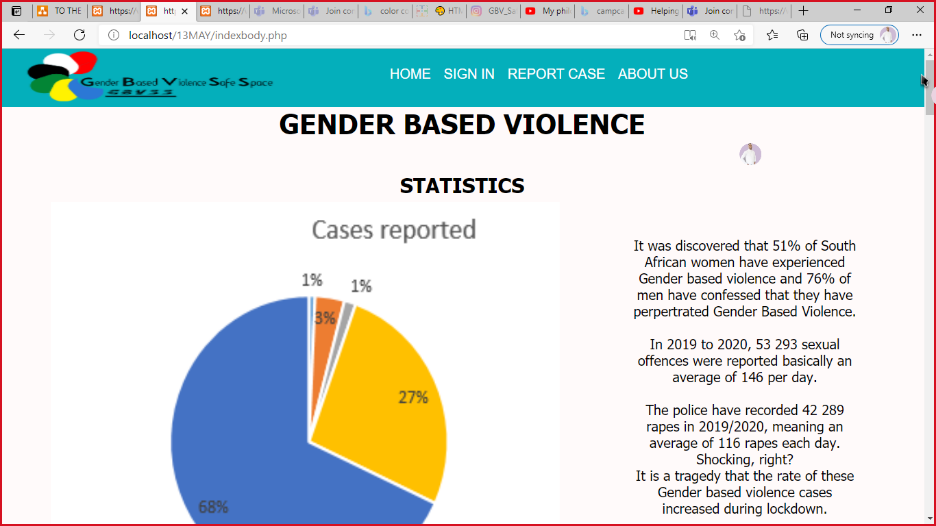 TO THE
https:/
htt
https:/
Micros
Join cor
color co
HTI
GBV_Sa
My phi
campca
Helping
Join cor
https:/
localhost/13MAY/indexbody.php
Not syncing
Gender Based Violence Safe Space
GBVSS
HOME SIGN IN REPORT CASE ABOUT US
GENDER BASED VIOLENCE
STATISTICS
Cases reported
1%
1%
3%
27%
68%
It was discovered that 51% of South
African women have experienced
Gender based violence and 76% of
men have confessed that they have
perpertrated Gender Based Violence.
In 2019 to 2020, 53 293 sexual
offences were reported basically an
average of 146 per day.
The police have recorded 42 289
rapes in 2019/2020, meaning an
average of 116 rapes each day.
Shocking, right?
It is a tragedy that the rate of these
Gender based violence cases
increased during lockdown.